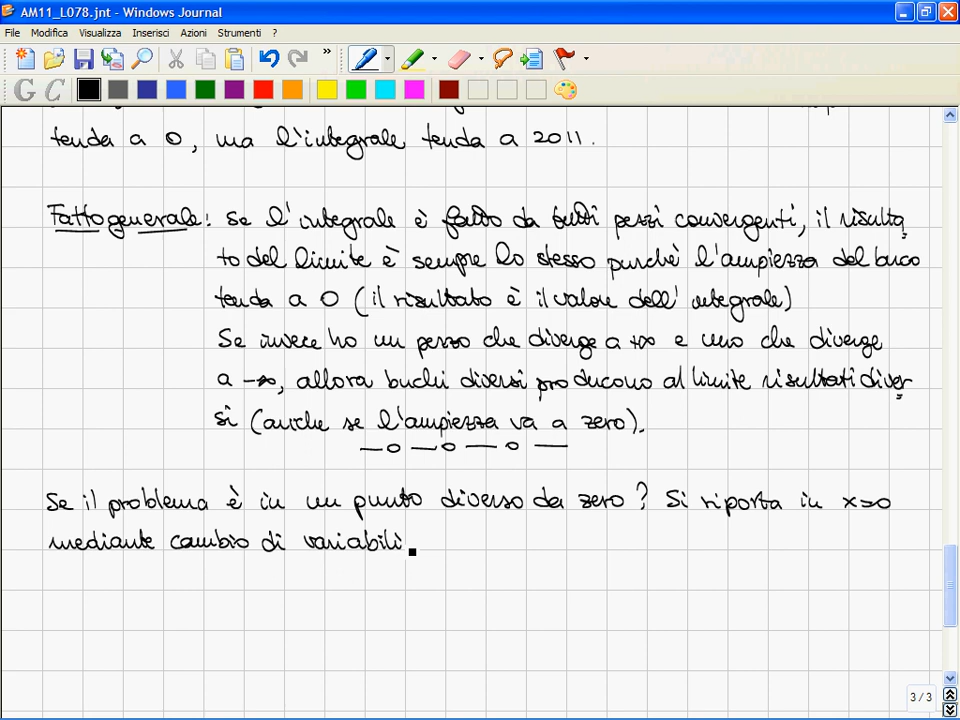 AM11_L078.jnt - Windows Journal
File Modifica Visualizza Inserisci Azioni Strumenti ?
G C
tenda a 0, ma l'integrale tenda a 2011.
Fatto generale: Se l'integrale è fatto da tutti pezzi convergenti, il risulta
to del limite è sempre lo stesso purché l'ampiezza del buco
tenda a 0 (il risultato è il valore dell'integrale)
Se invece ho un pezzo che diverge a +∞ e uno che diverge
a -∞, allora buchi diversi producono al limite risultati diver
si (anche se l'ampiezza va a zero).
— o — o — o —
Se il problema è in un punto diverso da zero? Si riporta in x=0
mediante cambio di variabili.
3 / 3